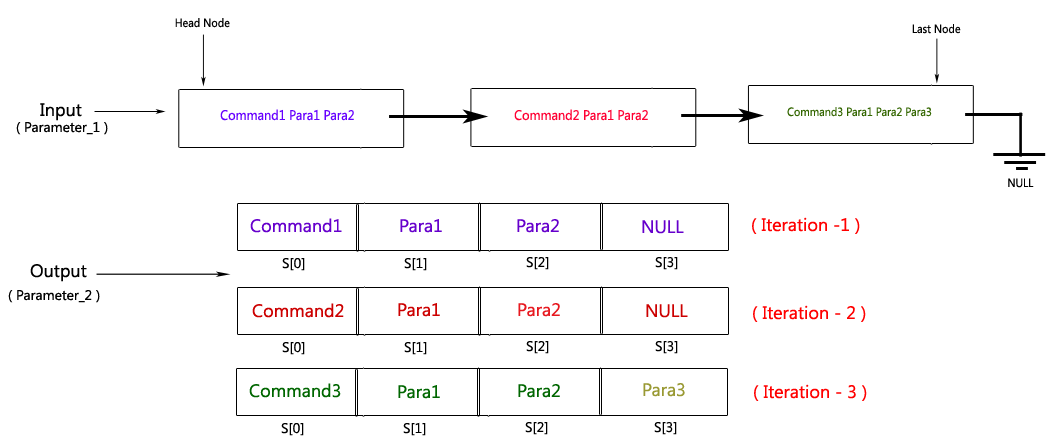 Head Node
Last Node
Input
( Parameter_1 )
Command1 Para1 Para2
Command2 Para1 Para2
Command3 Para1 Para2 Para3
NULL
Command1 Para1 Para2 NULL ( Iteration -1 )
S[0] S[1] S[2] S[3]
Output
( Parameter_2 )
Command2 Para1 Para2 NULL ( Iteration - 2 )
S[0] S[1] S[2] S[3]
Command3 Para1 Para2 Para3 ( Iteration - 3 )
S[0] S[1] S[2] S[3]